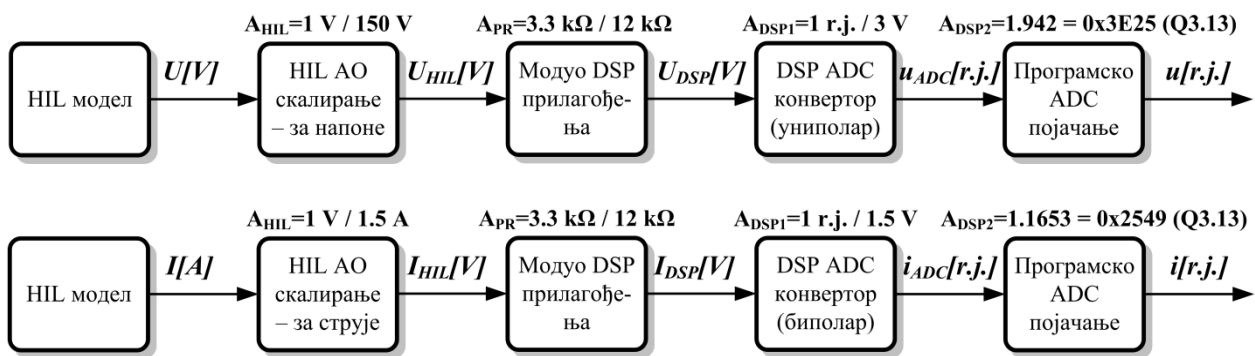 A_HIL=1 V / 150 V A_PR=3.3 kΩ / 12 kΩ A_DSP1=1 r.j. / 3 V A_DSP2=1.942 = 0x3E25 (Q3.13)
HIL модел
U[V]
HIL АО
скалирање
– за напоне
U_HIL[V]
Модуо DSP
прилагође-
ња
U_DSP[V]
DSP ADC
конвертор
(униполар)
u_ADC[r.j.]
Програмско
ADC
појачање
u[r.j.]
A_HIL=1 V / 1.5 A A_PR=3.3 kΩ / 12 kΩ A_DSP1=1 r.j. / 1.5 V A_DSP2=1.1653 = 0x2549 (Q3.13)
HIL модел
I[A]
HIL АО
скалирање
– за струје
I_HIL[V]
Модуо DSP
прилагође-
ња
I_DSP[V]
DSP ADC
конвертор
(биполар)
i_ADC[r.j.]
Програмско
ADC
појачање
i[r.j.]